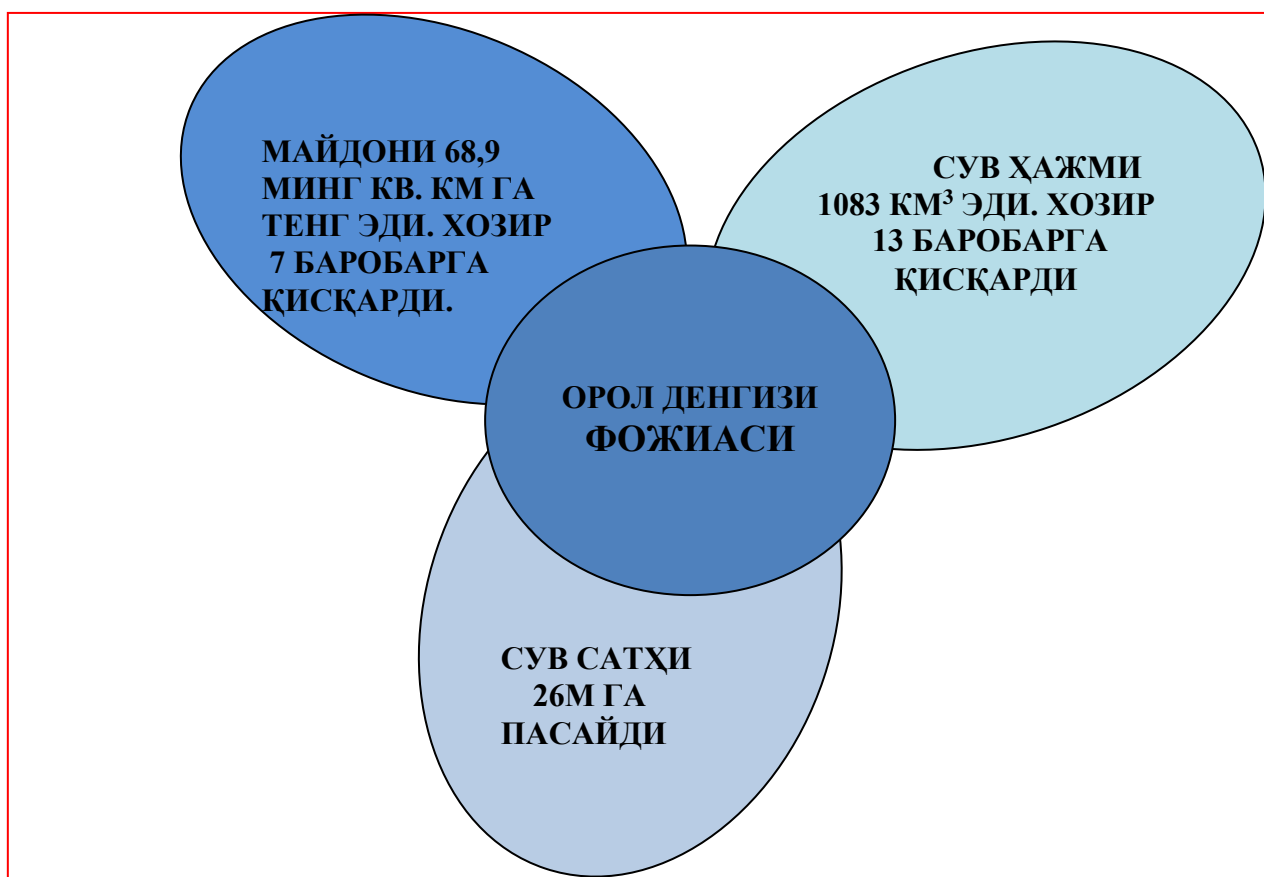 МАЙДОНИ 68,9
МИНГ КВ. КМ ГА
ТЕНГ ЭДИ. ХОЗИР
7 БАРОБАРГА
ҚИСҚАРДИ.
СУВ ҲАЖМИ
1083 КМ³ ЭДИ. ХОЗИР
13 БАРОБАРГА
ҚИСҚАРДИ
ОРОЛ ДЕНГИЗИ
ФОЖИАСИ
СУВ САТҲИ
26М ГА
ПАСАЙДИ